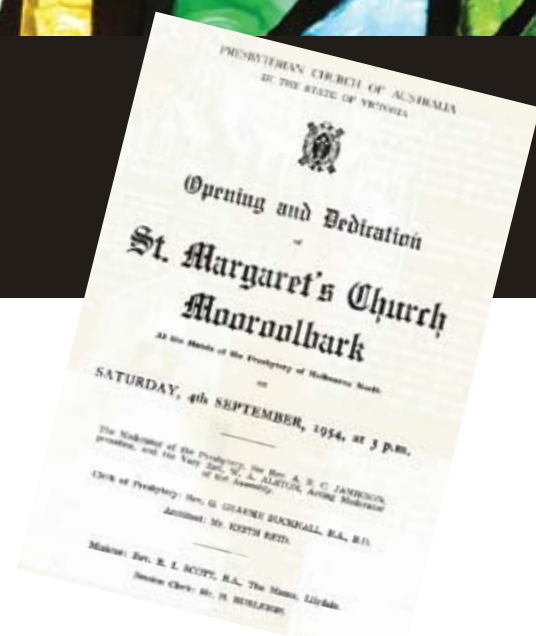 PRESBYTERIAN CHURCH OF AUSTRALIA
IN THE STATE OF VICTORIA
Opening and Dedication
of
St. Margaret's Church
Mooroolbark
At the Hands of the Presbytery of Melbourne North
on
SATURDAY, 4th SEPTEMBER, 1954, at 3 p.m.
The Moderator of the Presbytery, the Rev. A. S. C. JAMIESON,
presides, and the Very Rev. W. A. ALSTON, Acting Moderator
of the Assembly.
Clerk of Presbytery: Rev. G. GRAEME BUCKNALL, B.A., B.D.
Architect: Mr. KEITH REID.
Minister: Rev. R. I. SCOTT, B.A., The Manse, Lilydale.
Session Clerk: Mr. H. BURLEIGH.